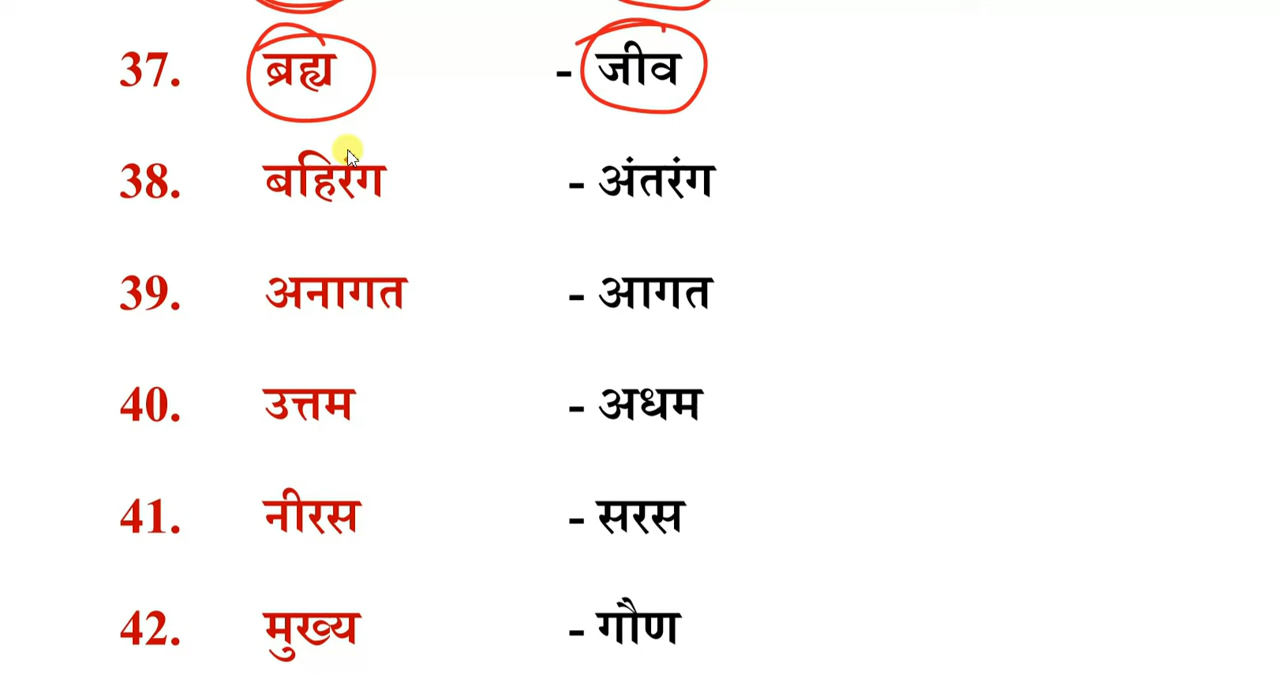 37. ब्रह्य - जीव
38. बहिरंग - अंतरंग
39. अनागत - आगत
40. उत्तम - अधम
41. नीरस - सरस
42. मुख्य - गौण